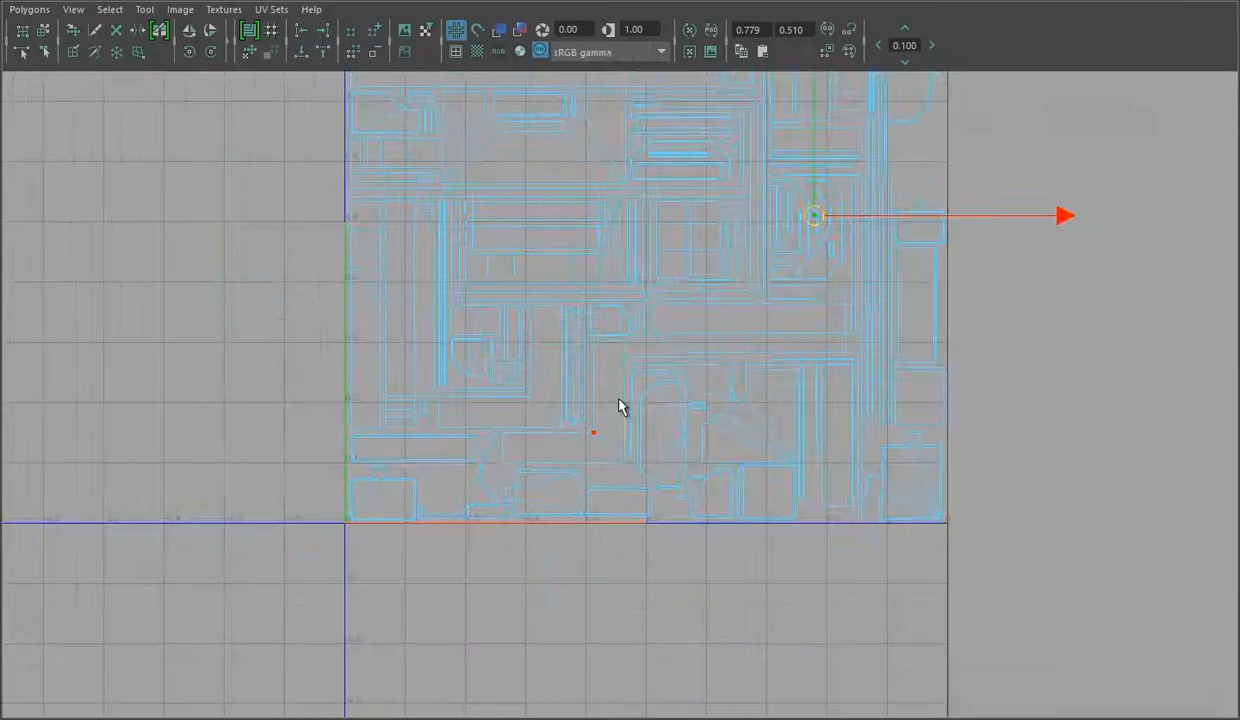 Polygons View Select Tool Image Textures UV Sets Help
0.00 1.00 0.779 0.510
0.100
RGB sRGB gamma